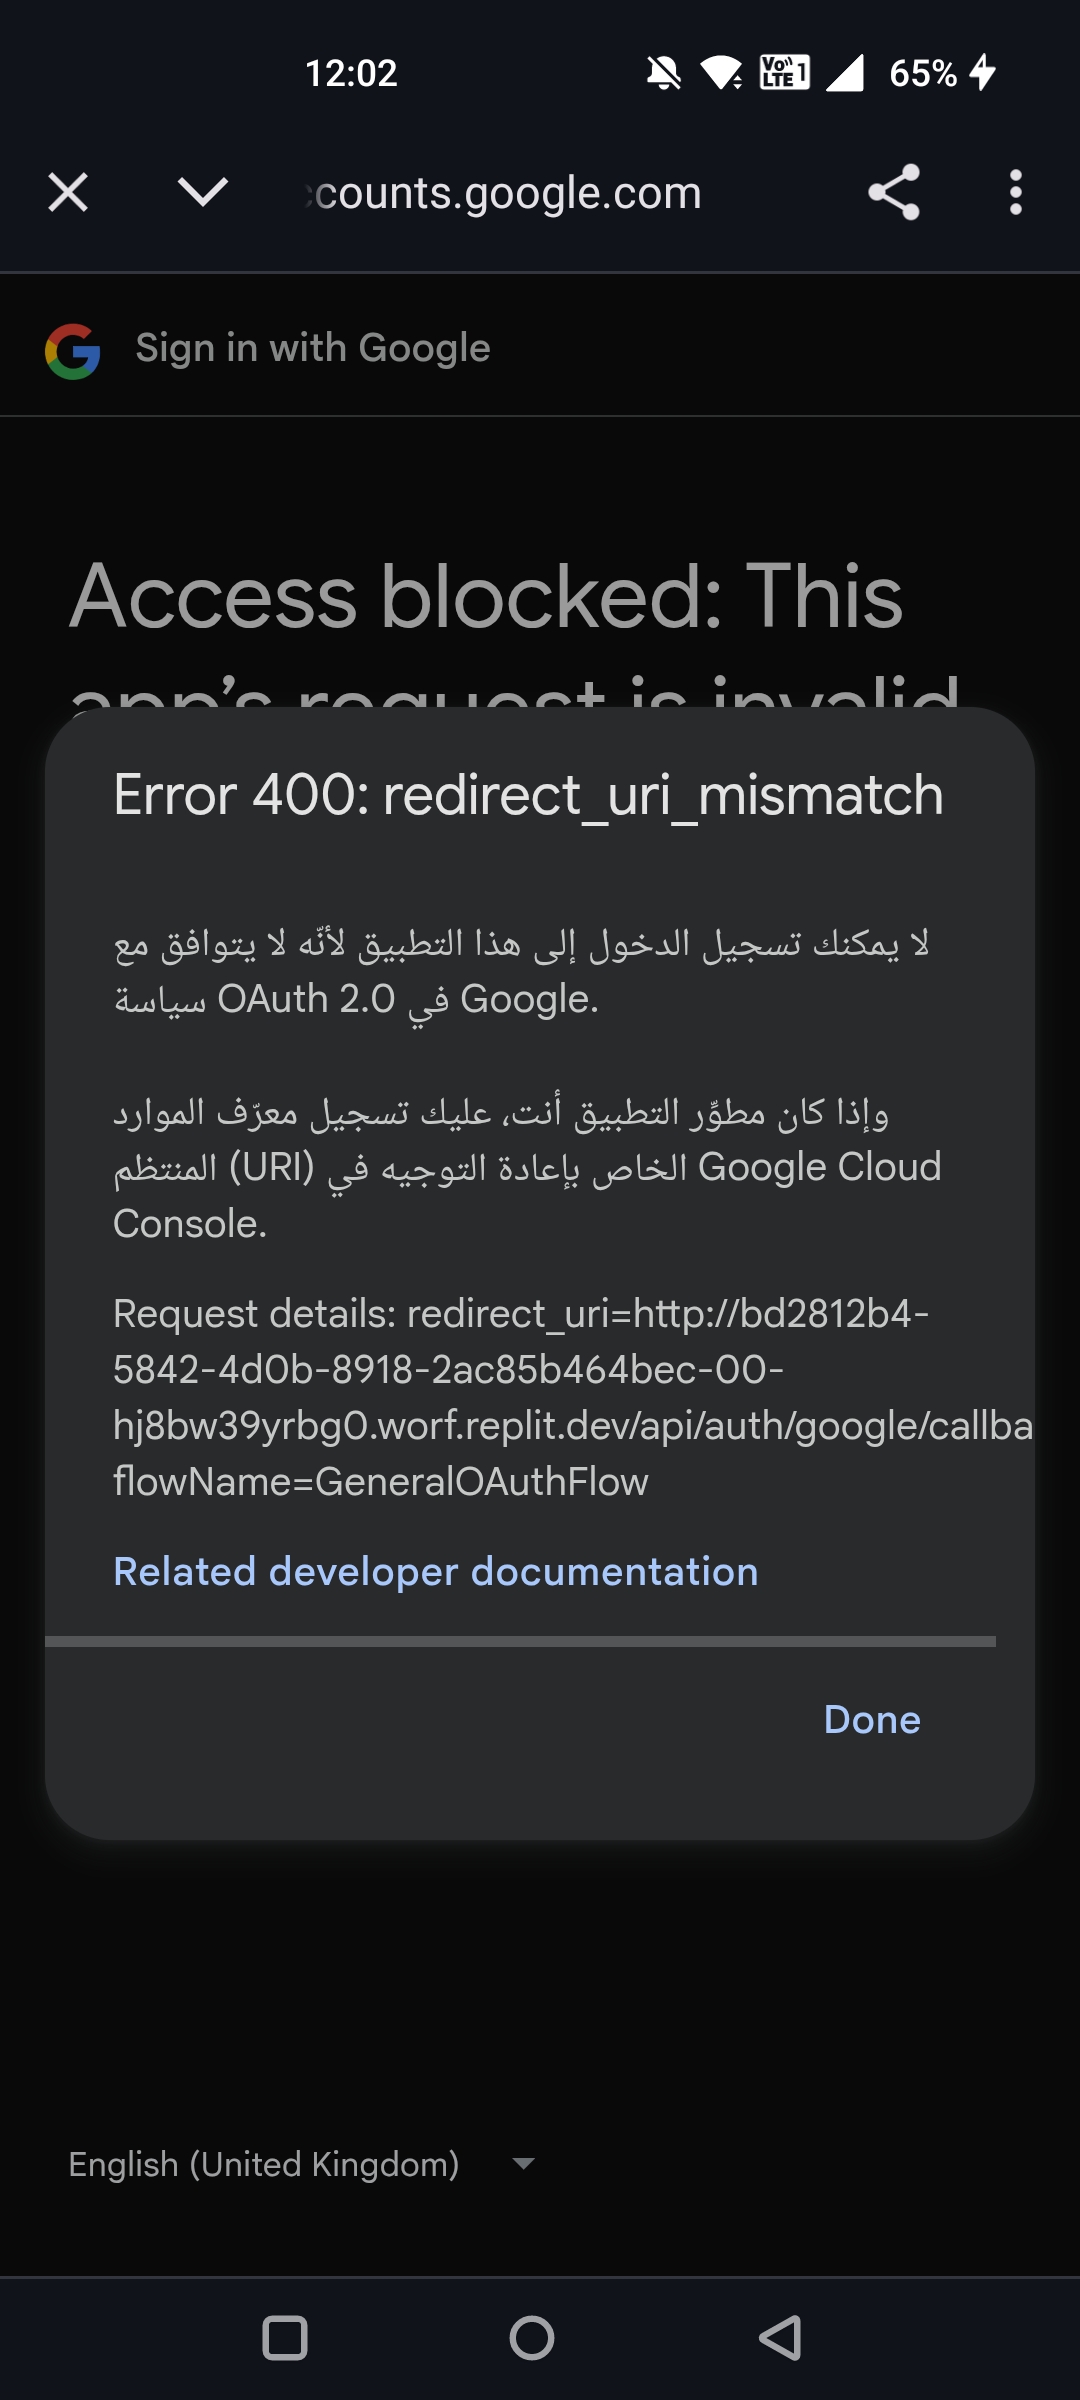 12:02
Vo LTE 1
65%
counts.google.com
Sign in with Google
Access blocked: This
app's request is invalid
Error 400: redirect_uri_mismatch
لا يمكنك تسجيل الدخول إلى هذا التطبيق لأنّه لا يتوافق مع
سياسة OAuth 2.0 في Google.
وإذا كان مطوِّر التطبيق أنت، عليك تسجيل معرّف الموارد
المنتظم (URI) الخاص بإعادة التوجيه في Google Cloud
Console.
Request details: redirect_uri=http://bd2812b4-
5842-4d0b-8918-2ac85b464bec-00-
hj8bw39yrbg0.worf.replit.dev/api/auth/google/callba
flowName=GeneralOAuthFlow
Related developer documentation
Done
English (United Kingdom)